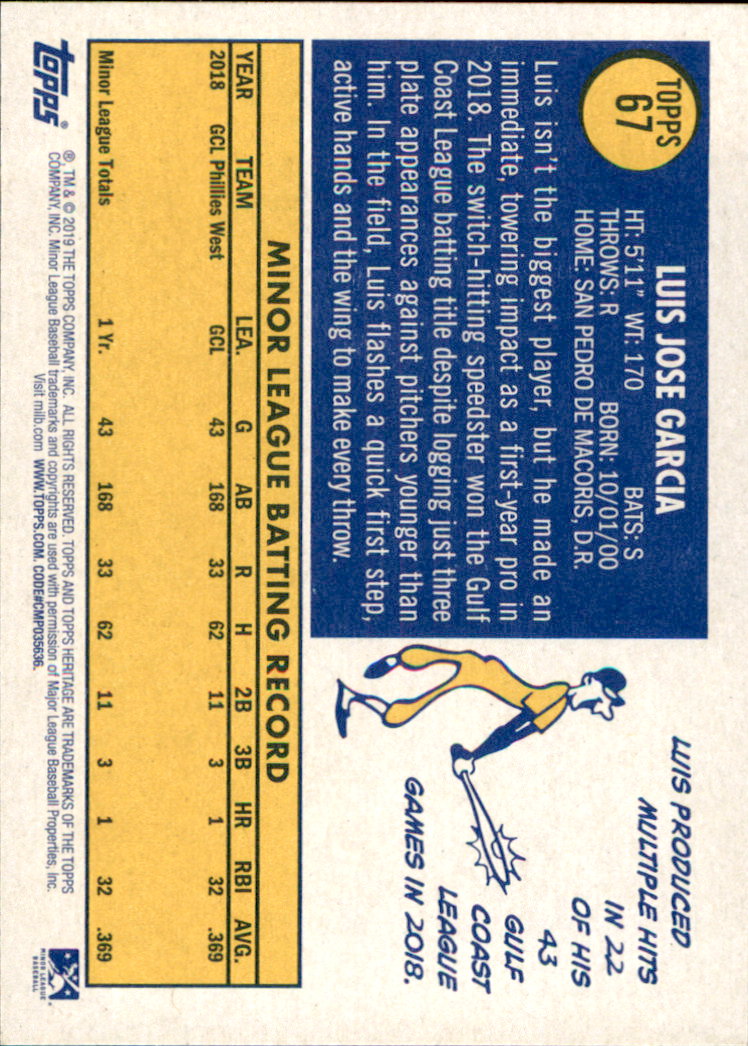 TOPPS
67
LUIS JOSE GARCIA
HT: 5'11" WT: 170 BATS: S
THROWS: R BORN: 10/01/00
HOME: SAN PEDRO DE MACORIS, D.R.
Luis isn't the biggest player, but he made an
immediate, towering impact as a first-year pro in
2018. The switch-hitting speedster won the Gulf
Coast League batting title despite logging just three
plate appearances against pitchers younger than
him. In the field, Luis flashes a quick first step,
active hands and the wing to make every throw.
LUIS PRODUCED
MULTIPLE HITS
IN 22
OF HIS
43
GULF
COAST
LEAGUE
GAMES IN 2018.
MINOR LEAGUE BATTING RECORD
YEAR TEAM LEA. G AB R H 2B 3B HR RBI AVG.
2018 GCL Phillies West GCL 43 168 33 62 11 3 1 32 .369
Minor League Totals 1 Yr. 43 168 33 62 11 3 1 32 .369
topps®
®, TM & © 2019 THE TOPPS COMPANY, INC. ALL RIGHTS RESERVED. TOPPS AND TOPPS HERITAGE ARE TRADEMARKS OF THE TOPPS
COMPANY, INC. Minor League Baseball trademarks and copyrights are used with permission of Major League Baseball Properties, Inc.
Visit milb.com WWW.TOPPS.COM. CODE#CMP035636.
MINOR LEAGUE
BASEBALL